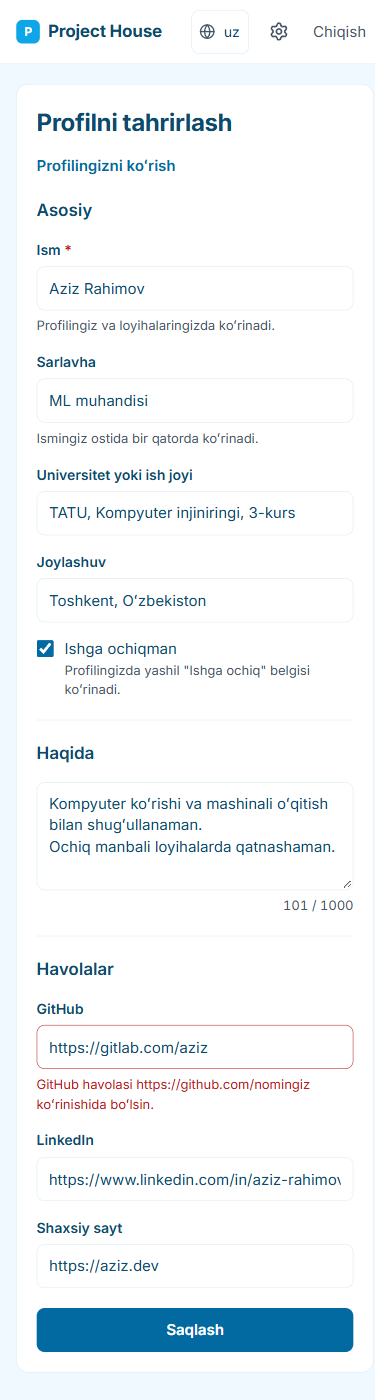 P Project House uz Chiqish
Profilni tahrirlash
Profilingizni koʻrish
Asosiy
Ism *
Aziz Rahimov
Profilingiz va loyihalaringizda koʻrinadi.
Sarlavha
ML muhandisi
Ismingiz ostida bir qatorda koʻrinadi.
Universitet yoki ish joyi
TATU, Kompyuter injiniringi, 3-kurs
Joylashuv
Toshkent, Oʻzbekiston
Ishga ochiqman
Profilingizda yashil "Ishga ochiq" belgisi
koʻrinadi.
Haqida
Kompyuter koʻrishi va mashinali oʻqitish
bilan shugʻullanaman.
Ochiq manbali loyihalarda qatnashaman.
101 / 1000
Havolalar
GitHub
https://gitlab.com/aziz
GitHub havolasi https://github.com/nomingiz
koʻrinishida boʻlsin.
LinkedIn
https://www.linkedin.com/in/aziz-rahimov
Shaxsiy sayt
https://aziz.dev
Saqlash